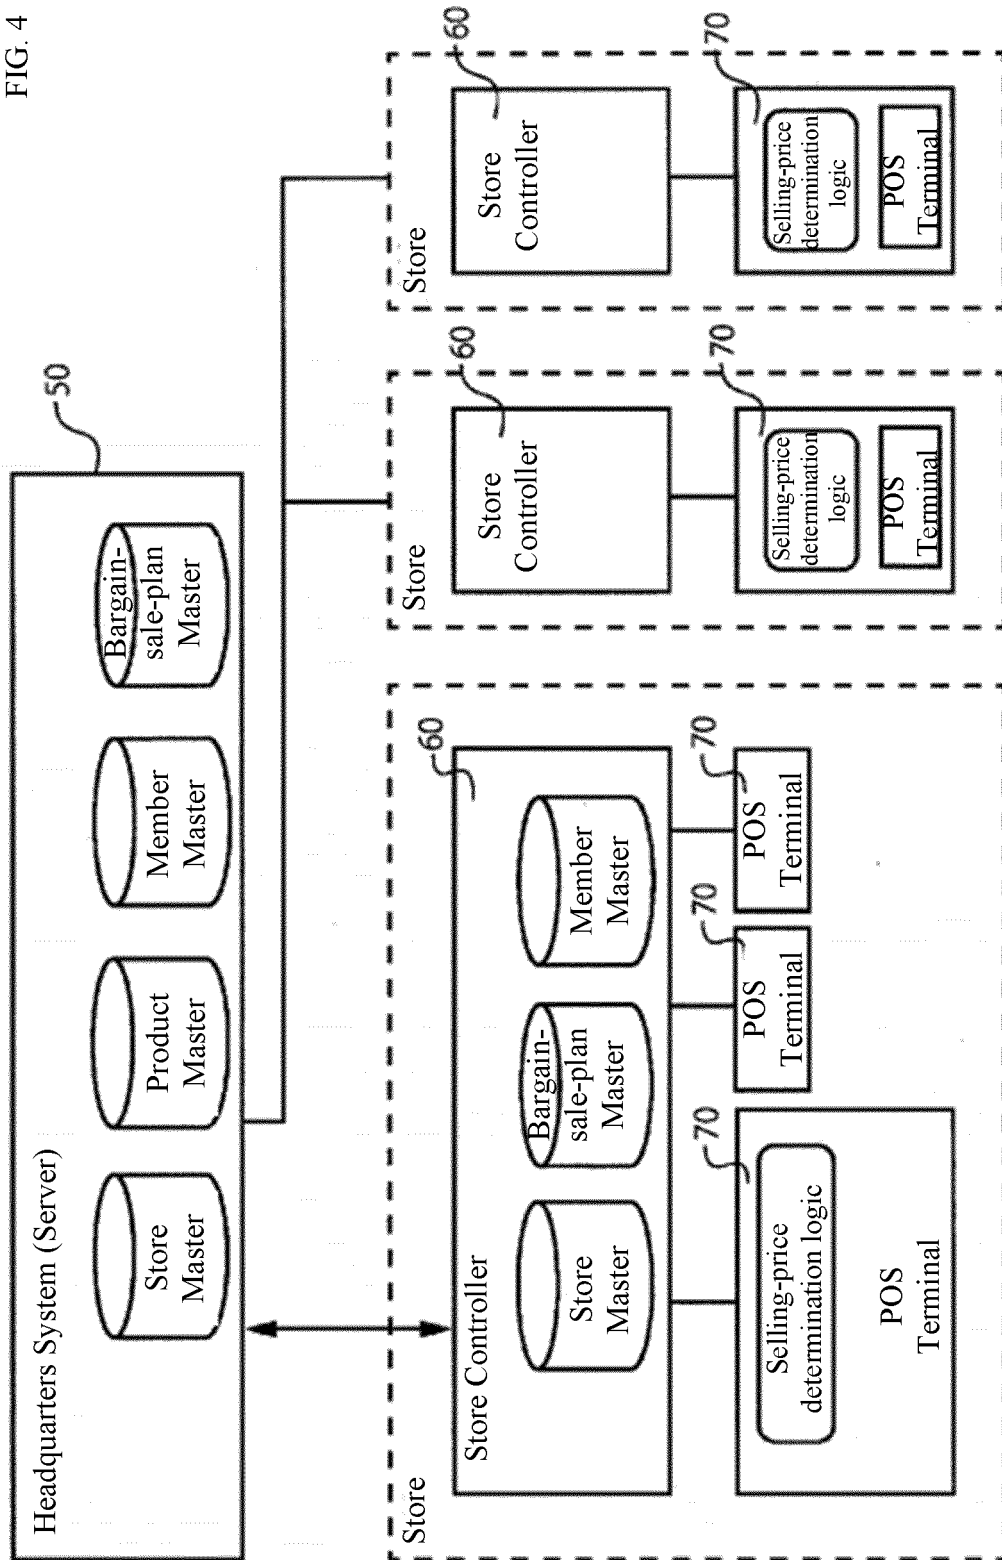 FIG. 4
Headquarters System (Server)
50
Store
Master
Product
Master
Member
Master
Bargain-
sale-plan
Master
Store
Store Controller
60
Store
Master
Bargain-
sale-plan
Master
Member
Master
70
Selling-price
determination logic
POS
Terminal
70
POS
Terminal
70
POS
Terminal
Store
60
Store
Controller
70
Selling-price
determination
logic
POS
Terminal
Store
60
Store
Controller
70
Selling-price
determination
logic
POS
Terminal